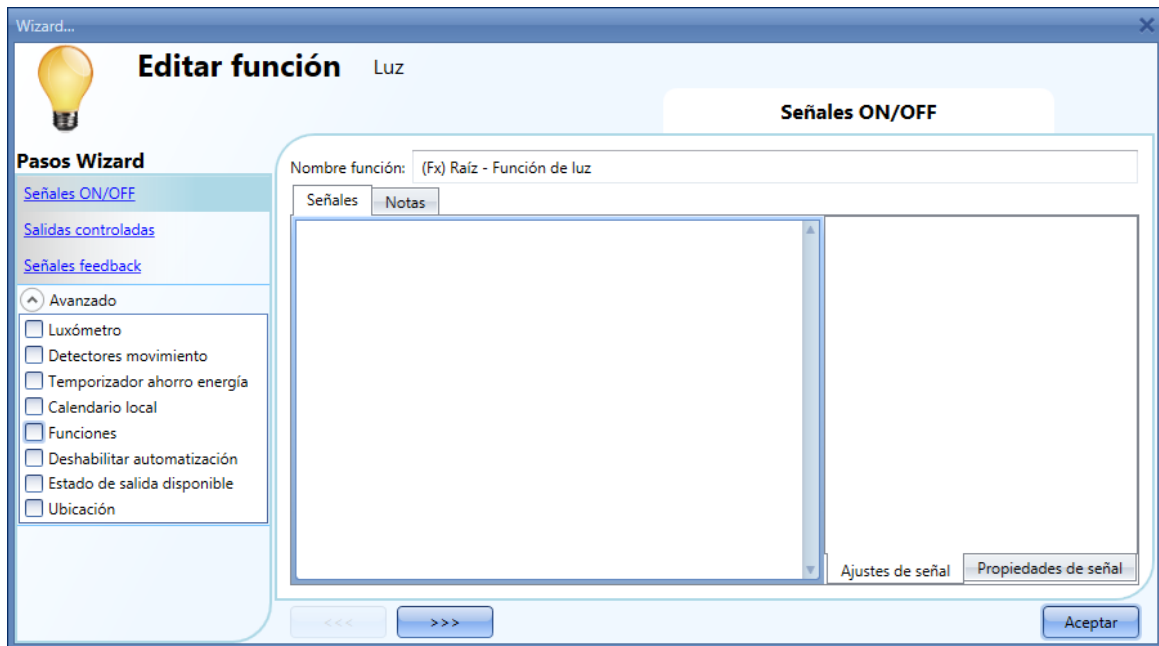 Wizard...
Editar función Luz
Señales ON/OFF
Pasos Wizard
Señales ON/OFF
Salidas controladas
Señales feedback
Avanzado
Luxómetro
Detectores movimiento
Temporizador ahorro energía
Calendario local
Funciones
Deshabilitar automatización
Estado de salida disponible
Ubicación
Nombre función: (Fx) Raíz - Función de luz
Señales Notas
Ajustes de señal Propiedades de señal
<<< >>> Aceptar